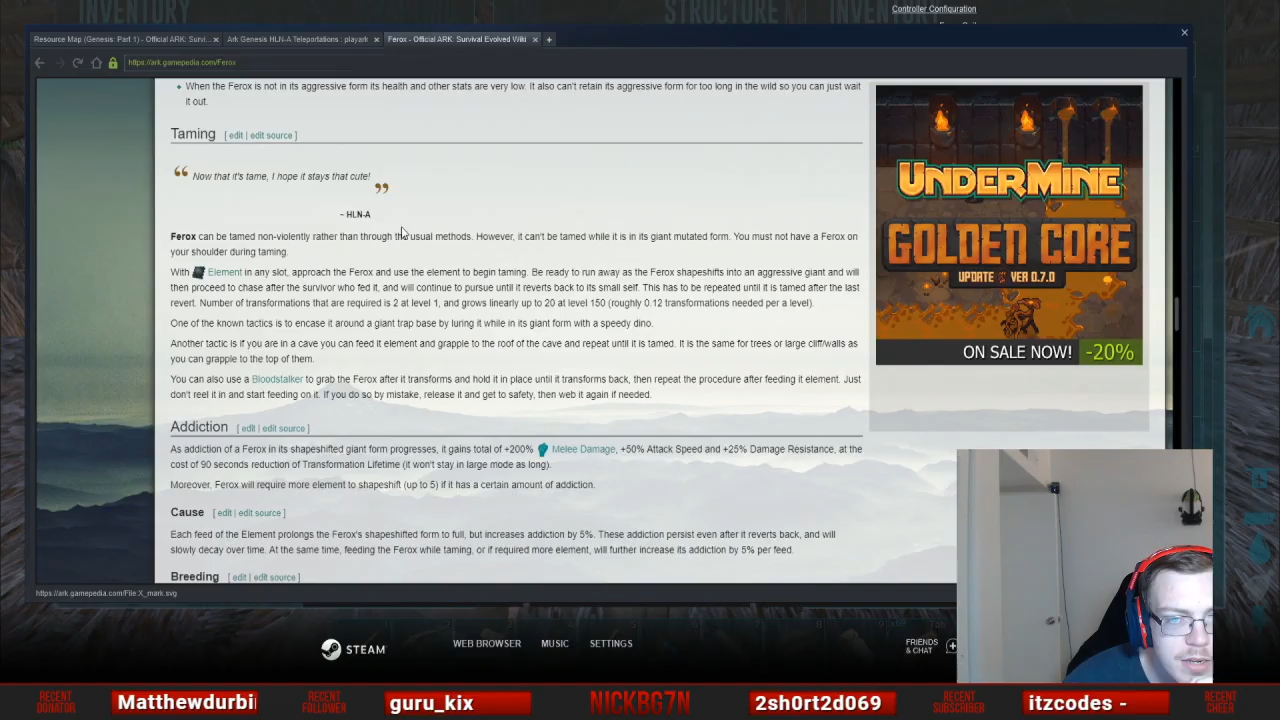 INVENTORY
STRUCTURE
INVENTORY
Controller Configuration
Resource Map (Genesis: Part 1) - Official ARK: Survi...
Ark Genesis HLN-A Teleportations : playark
Ferox - Official ARK: Survival Evolved Wiki
https://ark.gamepedia.com/Ferox
When the Ferox is not in its aggressive form its health and other stats are very low. It also can't retain its aggressive form for too long in the wild so you can just wait
it out.
Taming [ edit | edit source ]
Now that it's tame, I hope it stays that cute!
~ HLN-A
Ferox can be tamed non-violently rather than through the usual methods. However, it can't be tamed while it is in its giant mutated form. You must not have a Ferox on
your shoulder during taming.
With Element in any slot, approach the Ferox and use the element to begin taming. Be ready to run away as the Ferox shapeshifts into an aggressive giant and will
then proceed to chase after the survivor who fed it, and will continue to pursue until it reverts back to its small self. This has to be repeated until it is tamed after the last
revert. Number of transformations that are required is 2 at level 1, and grows linearly up to 20 at level 150 (roughly 0.12 transformations needed per a level).
One of the known tactics is to encase it around a giant trap base by luring it while in its giant form with a speedy dino.
Another tactic is if you are in a cave you can feed it element and grapple to the roof of the cave and repeat until it is tamed. It is the same for trees or large cliff/walls as
you can grapple to the top of them.
You can also use a Bloodstalker to grab the Ferox after it transforms and hold it in place until it transforms back, then repeat the procedure after feeding it element. Just
don't reel it in and start feeding on it. If you do so by mistake, release it and get to safety, then web it again if needed.
Addiction [ edit | edit source ]
As addiction of a Ferox in its shapeshifted giant form progresses, it gains total of +200% Melee Damage, +50% Attack Speed and +25% Damage Resistance, at the
cost of 90 seconds reduction of Transformation Lifetime (it won't stay in large mode as long).
Moreover, Ferox will require more element to shapeshift (up to 5) if it has a certain amount of addiction.
Cause [ edit | edit source ]
Each feed of the Element prolongs the Ferox's shapeshifted form to full, but increases addiction by 5%. These addiction persist even after it reverts back, and will
slowly decay over time. At the same time, feeding the Ferox while taming, or if required more element, will further increase its addiction by 5% per feed.
Breeding [ edit | edit source ]
https://ark.gamepedia.com/File:X_mark.svg
UNDERMINE
GOLDEN CORE
UPDATE VER 0.7.0
ON SALE NOW! -20%
STEAM
WEB BROWSER
MUSIC
SETTINGS
FRIENDS
& CHAT
RECENT
DONATOR
Matthewdurbi
RECENT
FOLLOWER
guru_kix
NICKBG7N
2sh0rt2d069
RECENT
SUBSCRIBER
itzcodes -
RECENT
CHEER